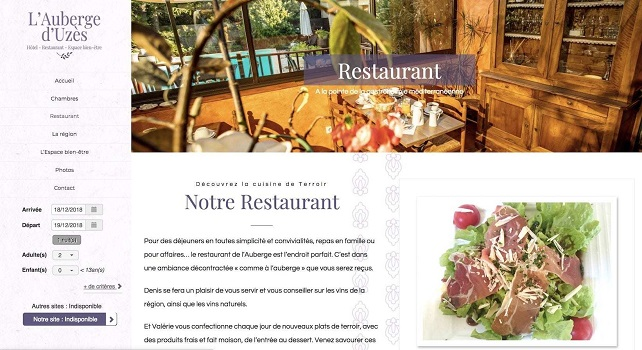 L'Auberge
d'Uzès
Hôtel - Restaurant - Espace bien-être
Accueil
Chambres
Restaurant
La région
L'Espace bien-être
Photos
Contact
Arrivée 18/12/2018
Départ 19/12/2018
1 nuit
Adulte(s) 2
Enfant(s) 0 < 13an(s)
+ de critères
Autres sites : Indisponible
Notre site : Indisponible
Restaurant
A la pointe de la gastronomie méditerranéenne
Découvrez la cuisine de Terroir
Notre Restaurant
Pour des déjeuners en toutes simplicité et convivialités, repas en famille ou
pour affaires... le restaurant de l'Auberge est l'endroit parfait. C'est dans
une ambiance décontractée « comme à l'auberge » que vous serez reçus.
Denis se fera un plaisir de vous servir et vous conseiller sur les vins de la
région, ainsi que les vins naturels.
Et Valérie vous confectionne chaque jour de nouveaux plats de terroir, avec
des produits frais et fait maison, de l'entrée au dessert. Venez savourer ces